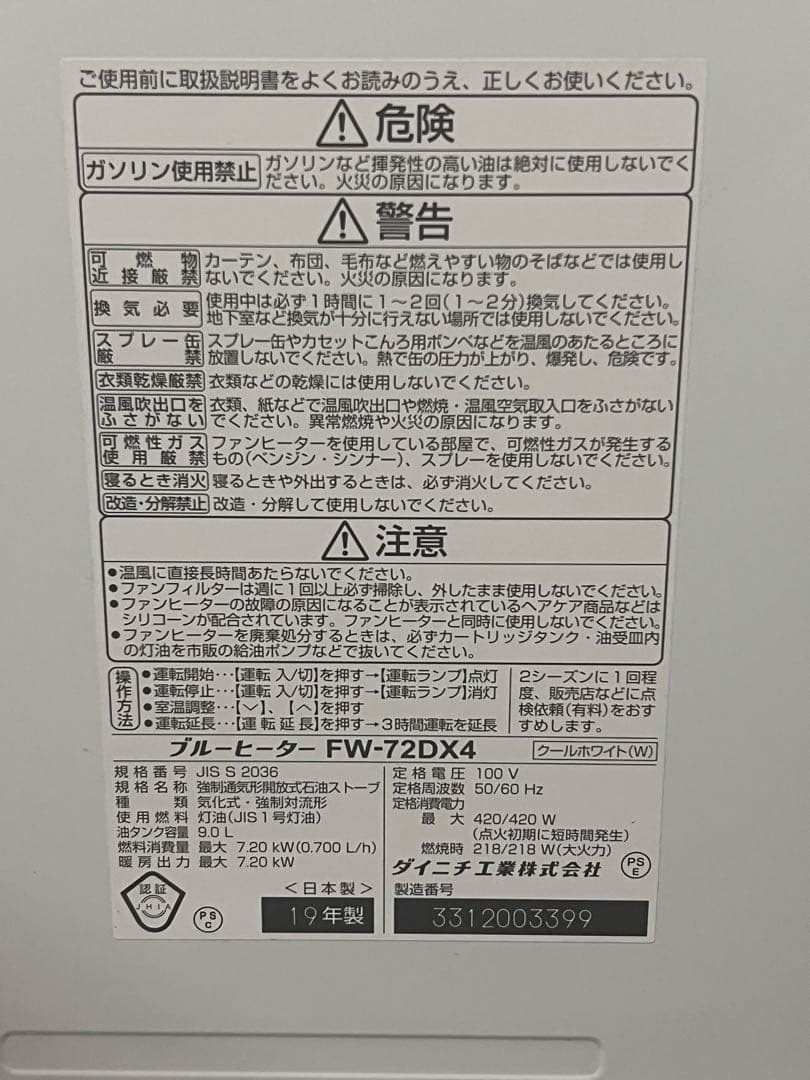 ご使用前に取扱説明書をよくお読みのうえ、正しくお使いください。
危険
ガソリン使用禁止
ガソリンなど揮発性の高い油は絶対に使用しないでく
ださい。火災の原因になります。
警告
可燃物
近接厳禁
カーテン、布団、毛布など燃えやすい物のそばなどでは使用し
ないでください。火災の原因になります。
換気必要
使用中は必ず1時間に1〜2回(1〜2分)換気してください。
地下室など換気が十分に行えない場所では使用しないでください。
スプレー缶
厳禁
スプレー缶やカセットこんろ用ボンベなどを温風のあたるところに
放置しないでください。熱で缶の圧力が上がり、爆発し、危険です。
衣類乾燥厳禁
衣類などの乾燥には使用しないでください。
温風吹出口を
ふさがない
衣類、紙などで温風吹出口や燃焼・温風空気取入口をふさがない
でください。異常燃焼や火災の原因になります。
可燃性ガス
使用厳禁
ファンヒーターを使用している部屋で、可燃性ガスが発生する
もの(ベンジン・シンナー)、スプレーを使用しないでください。
寝るとき消火
寝るときや外出するときは、必ず消火してください。
改造・分解禁止
改造・分解して使用しないでください。
注意
●温風に直接長時間あたらないでください。
●ファンフィルターは週に1回以上必ず掃除し、外したまま使用しないでください。
●ファンヒーターの故障の原因になることが表示されているヘアケア商品などは
シリコーンが配合されています。ファンヒーターと同時に使用しないでください。
●ファンヒーターを廃棄処分するときは、必ずカートリッジタンク・油受皿内
の灯油を市販の給油ポンプなどで抜いてください。
操作方法
●運転開始…【運転 入/切】を押す→【運転ランプ】点灯
●運転停止…【運転 入/切】を押す→【運転ランプ】消灯
●室温調整…【﹀】、【︿】を押す
●運転延長…【運転延長】を押す→3時間運転を延長
2シーズンに1回程
度、販売店などに点
検依頼(有料)をおす
すめします。
ブルーヒーター FW-72DX4
クールホワイト(W)
規格番号 JIS S 2036
規格名称 強制通気形開放式石油ストーブ
種類 気化式・強制対流形
使用燃料 灯油(JIS1号灯油)
油タンク容量 9.0 L
燃料消費量 最大 7.20 kW(0.700 L/h)
暖房出力 最大 7.20 kW
定格電圧 100 V
定格周波数 50/60 Hz
定格消費電力
最大 420/420 W
(点火初期に短時間発生)
燃焼時 218/218 W(大火力)
ダイニチ工業株式会社
PS
E
認証
JHIA
PS
C
<日本製>
19年製
製造番号
3312003399